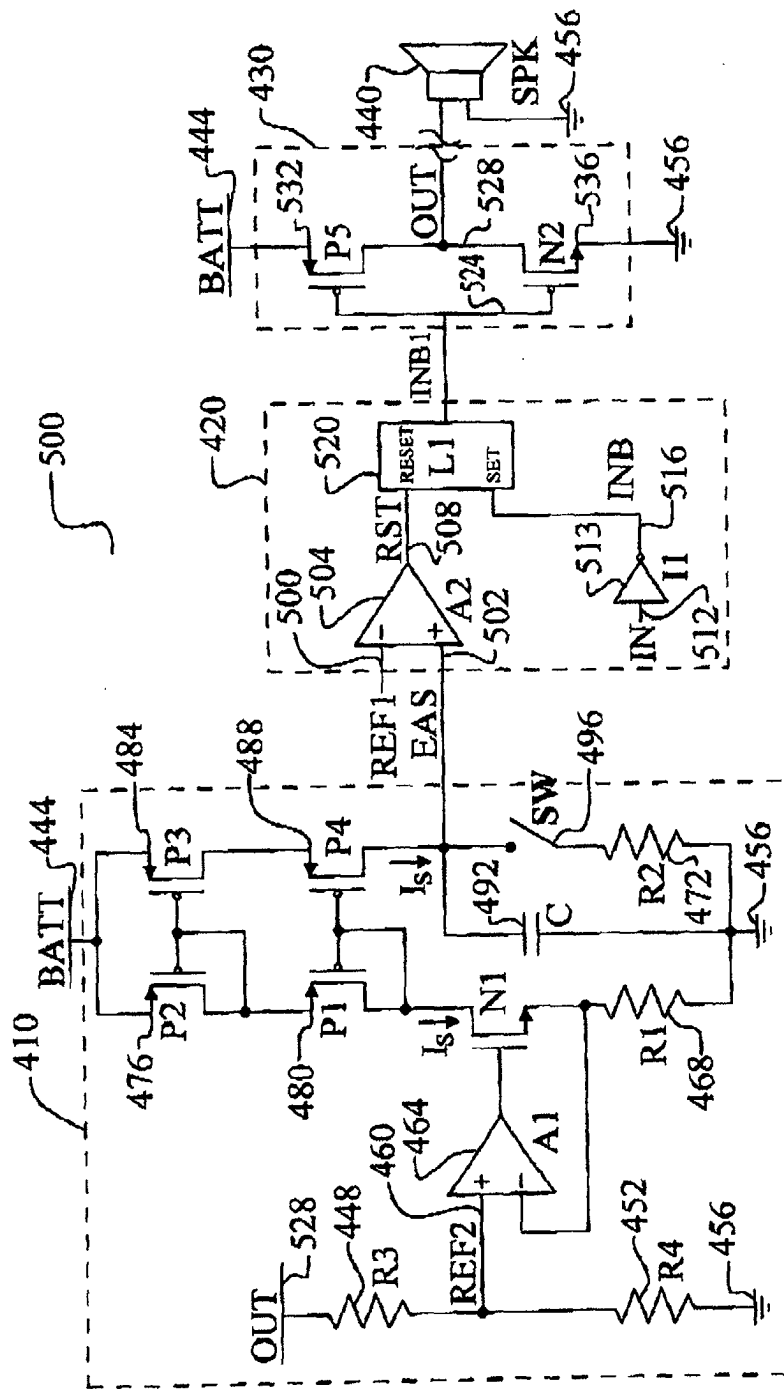 500
410
BATT
444
476
P2
P3
484
480
P1
P4
488
Is
Is
N1
492
C
SW
496
R2
472
R1
468
456
OUT
528
448
R3
REF2
460
464
+
−
A1
452
R4
456
420
REF1
500
504
−
+
A2
EAS
502
RST
508
520
RESET
L1
SET
INB
516
513
I1
IN
512
INB1
430
BATT
444
532
P5
524
OUT
528
N2
536
456
440
SPK
456